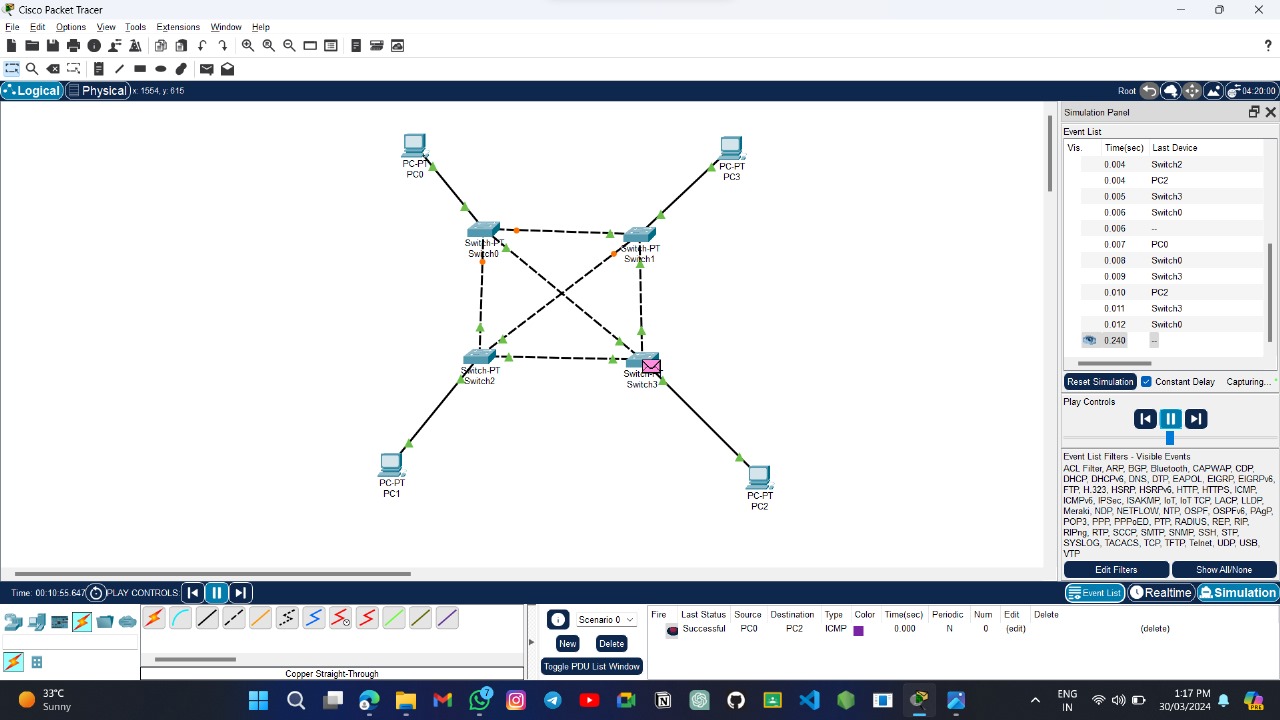 Cisco Packet Tracer
File Edit Options View Tools Extensions Window Help
?
Logical Physical x: 1554, y: 615 Root 04:20:00
Simulation Panel
Event List
Vis. Time(sec) Last Device
0.004 Switch2
0.004 PC2
0.005 Switch3
0.006 Switch0
0.006 --
0.007 PC0
0.008 Switch0
0.009 Switch3
0.010 PC2
0.011 Switch3
0.012 Switch0
0.240 --
Reset Simulation Constant Delay Capturing...
Play Controls
Event List Filters - Visible Events
ACL Filter, ARP, BGP, Bluetooth, CAPWAP, CDP,
DHCP, DHCPv6, DNS, DTP, EAPOL, EIGRP, EIGRPv6,
FTP, H.323, HSRP, HSRPv6, HTTP, HTTPS, ICMP,
ICMPv6, IPSec, ISAKMP, IoT, IoT TCP, LACP, LLDP,
Meraki, NDP, NETFLOW, NTP, OSPF, OSPFv6, PAgP,
POP3, PPP, PPPoED, PTP, RADIUS, REP, RIP,
RIPng, RTP, SCCP, SMTP, SNMP, SSH, STP,
SYSLOG, TACACS, TCP, TFTP, Telnet, UDP, USB,
VTP
Edit Filters Show All/None
PC-PT
PC0
PC-PT
PC3
Switch-PT
Switch0
Switch-PT
Switch1
Switch-PT
Switch2
Switch-PT
Switch3
PC-PT
PC1
PC-PT
PC2
Time: 00:10:55.647 PLAY CONTROLS:
Event List Realtime Simulation
Scenario 0
New Delete
Toggle PDU List Window
Fire Last Status Source Destination Type Color Time(sec) Periodic Num Edit Delete
Successful PC0 PC2 ICMP 0.000 N 0 (edit) (delete)
Copper Straight-Through
33°C
Sunny
7
ENG
IN
1:17 PM
30/03/2024
PRE